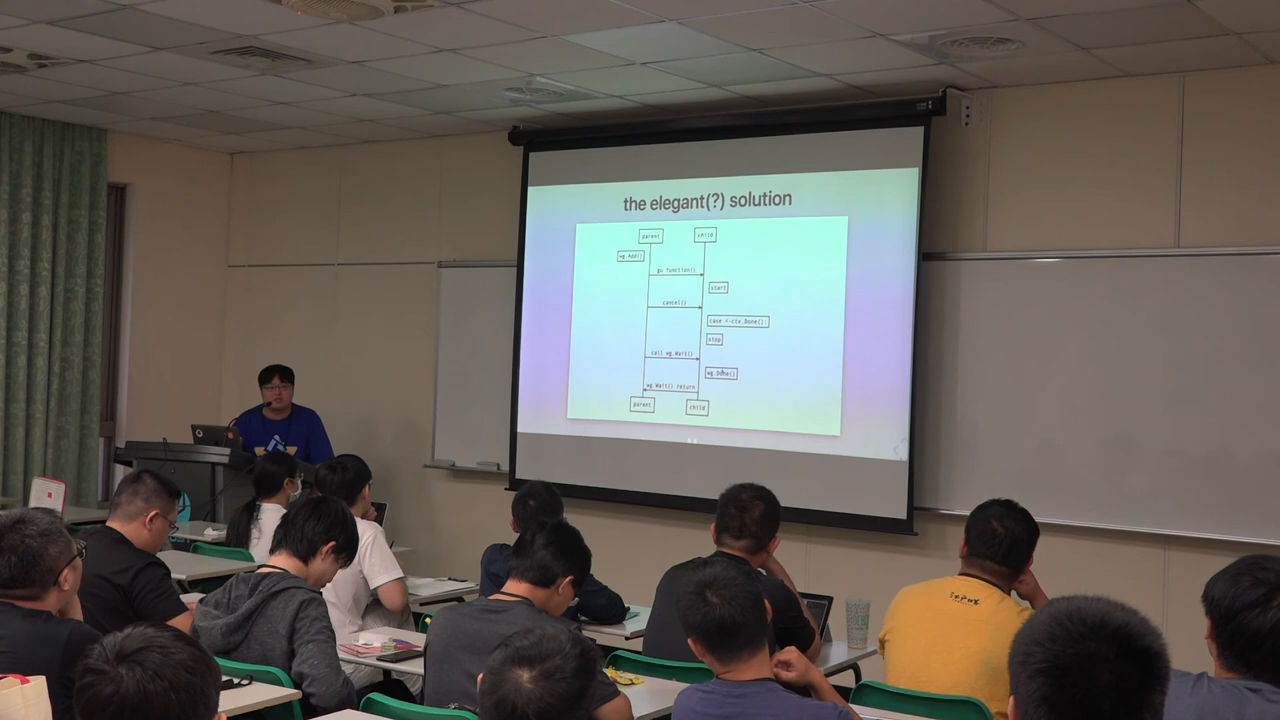 the elegant(?) solution
parent
child
wg.Add()
go function()
start
cancel()
case <-ctx.Done():
stop
call wg.Wait()
wg.Done()
wg.Wait() return
parent
child